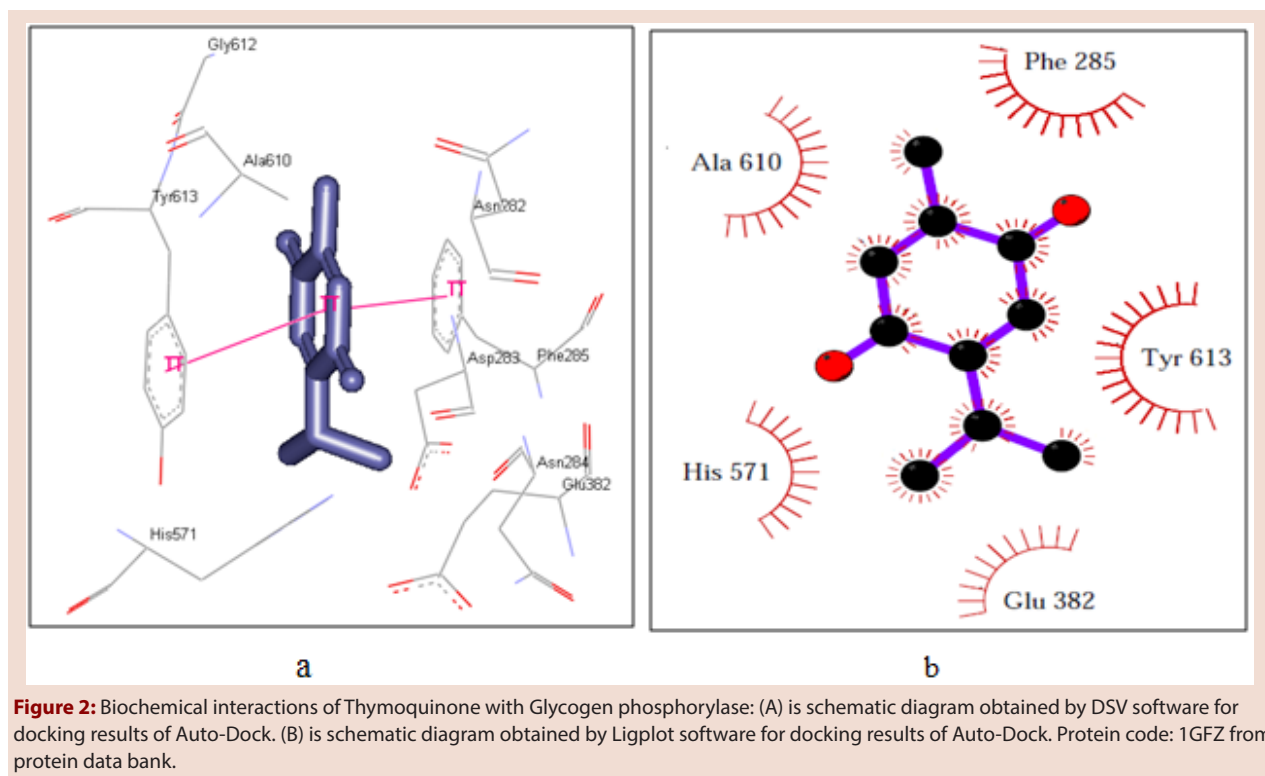 Gly612
Ala610
Tyr613
Asn282
π
π
π
Asp283
Phe285
Asn284
Glu382
His571
a
Phe 285
Ala 610
Tyr 613
His 571
Glu 382
b
Figure 2: Biochemical interactions of Thymoquinone with Glycogen phosphorylase: (A) is schematic diagram obtained by DSV software for
docking results of Auto-Dock. (B) is schematic diagram obtained by Ligplot software for docking results of Auto-Dock. Protein code: 1GFZ from
protein data bank.